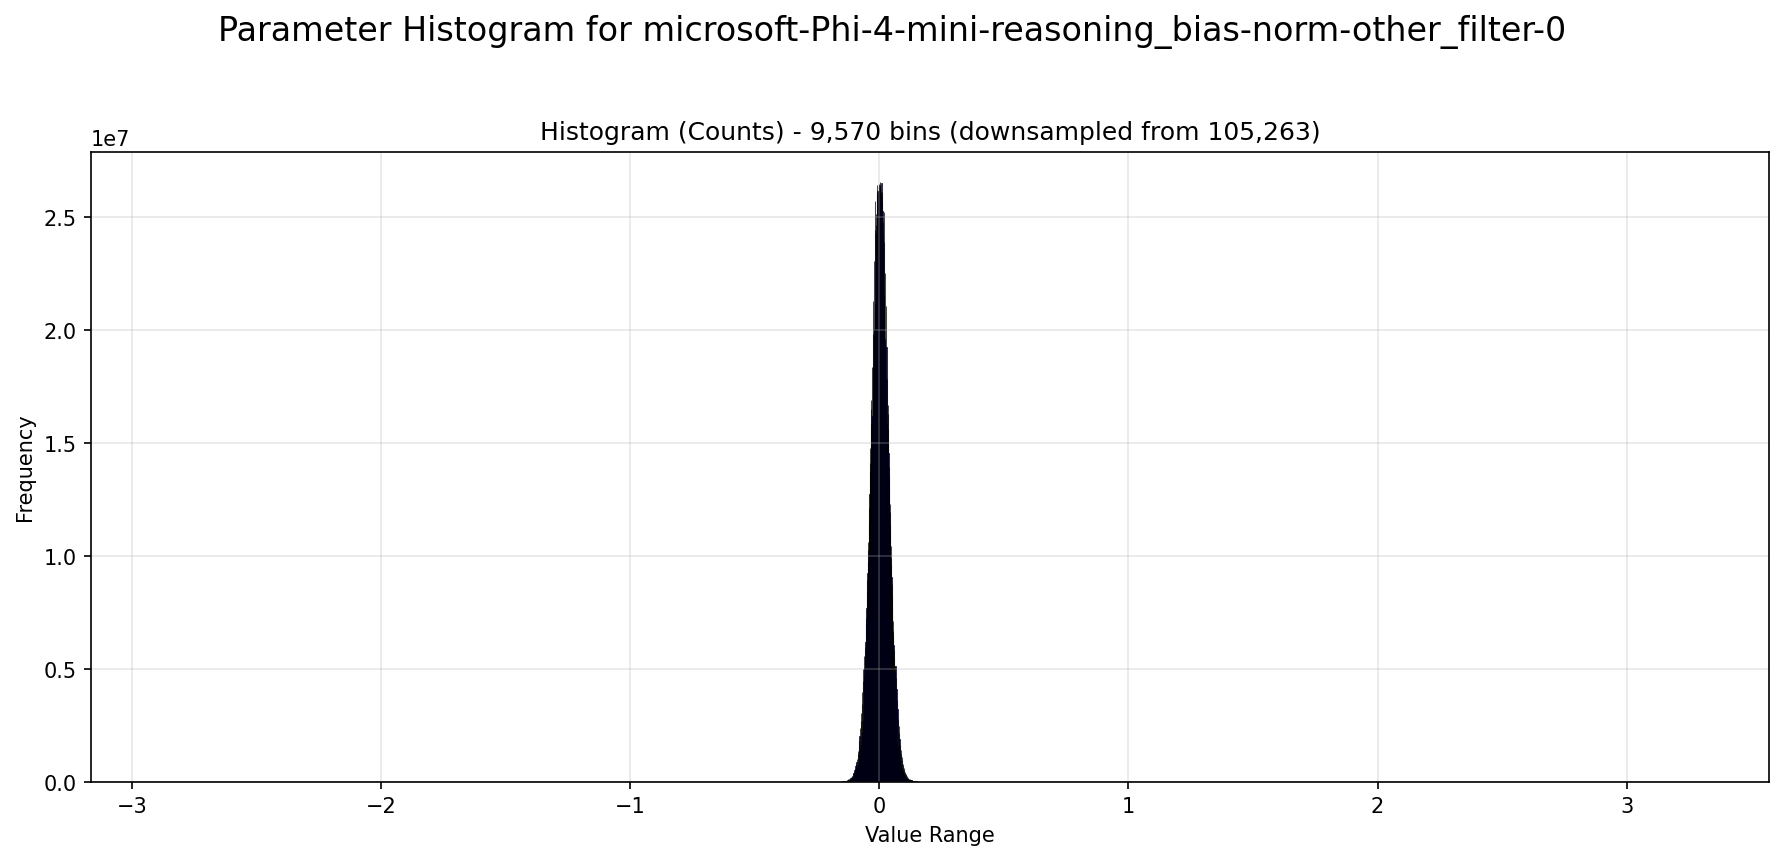 Parameter Histogram for microsoft-Phi-4-mini-reasoning_bias-norm-other_filter-0
Histogram (Counts) - 9,570 bins (downsampled from 105,263)
1e7
2.5
2.0
1.5
1.0
0.5
0.0
Frequency
−3
−2
−1
0
1
2
3
Value Range